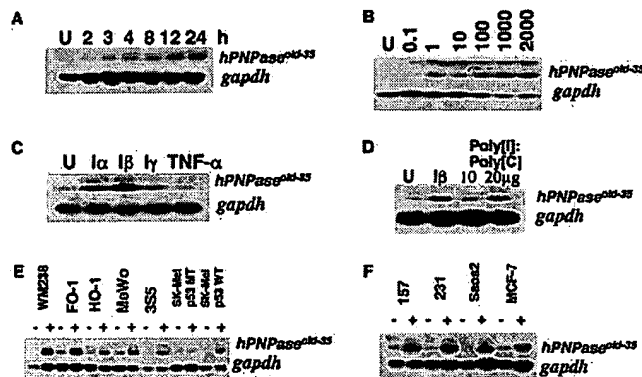 A
U 2 3 4 8 12 24 h
hPNPase old-35
gapdh
B
U 0.1 1 10 100 1000 2000
hPNPase old-35
gapdh
C
U Iα Iβ Iγ TNF-α
hPNPase old-35
gapdh
D
Poly[I]:
Poly[C]
U Iβ 10 20µg
hPNPase old-35
gapdh
E
WM238 FO-1 HO-1 MeWo 3S5 SK-Mel p53 MT SK-Mel p53 WT
- + - + - + - + - + - + - +
hPNPase old-35
gapdh
F
157 231 Saos2 MCF-7
- + - + - + - +
hPNPase old-35
gapdh